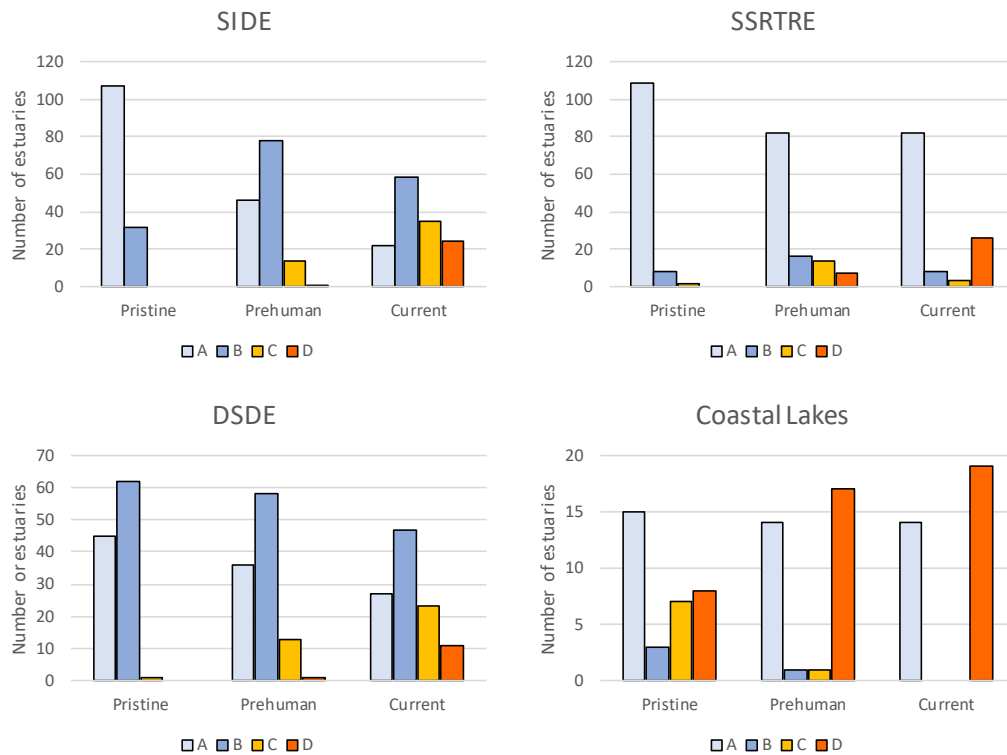 SIDE
Number of estuaries
120
100
80
60
40
20
0
Pristine Prehuman Current
A B C D
SSRTRE
Number of estuaries
120
100
80
60
40
20
0
Pristine Prehuman Current
A B C D
DSDE
Number or estuaries
70
60
50
40
30
20
10
0
Pristine Prehuman Current
A B C D
Coastal Lakes
Number of estuaries
20
15
10
5
0
Pristine Prehuman Current
A B C D